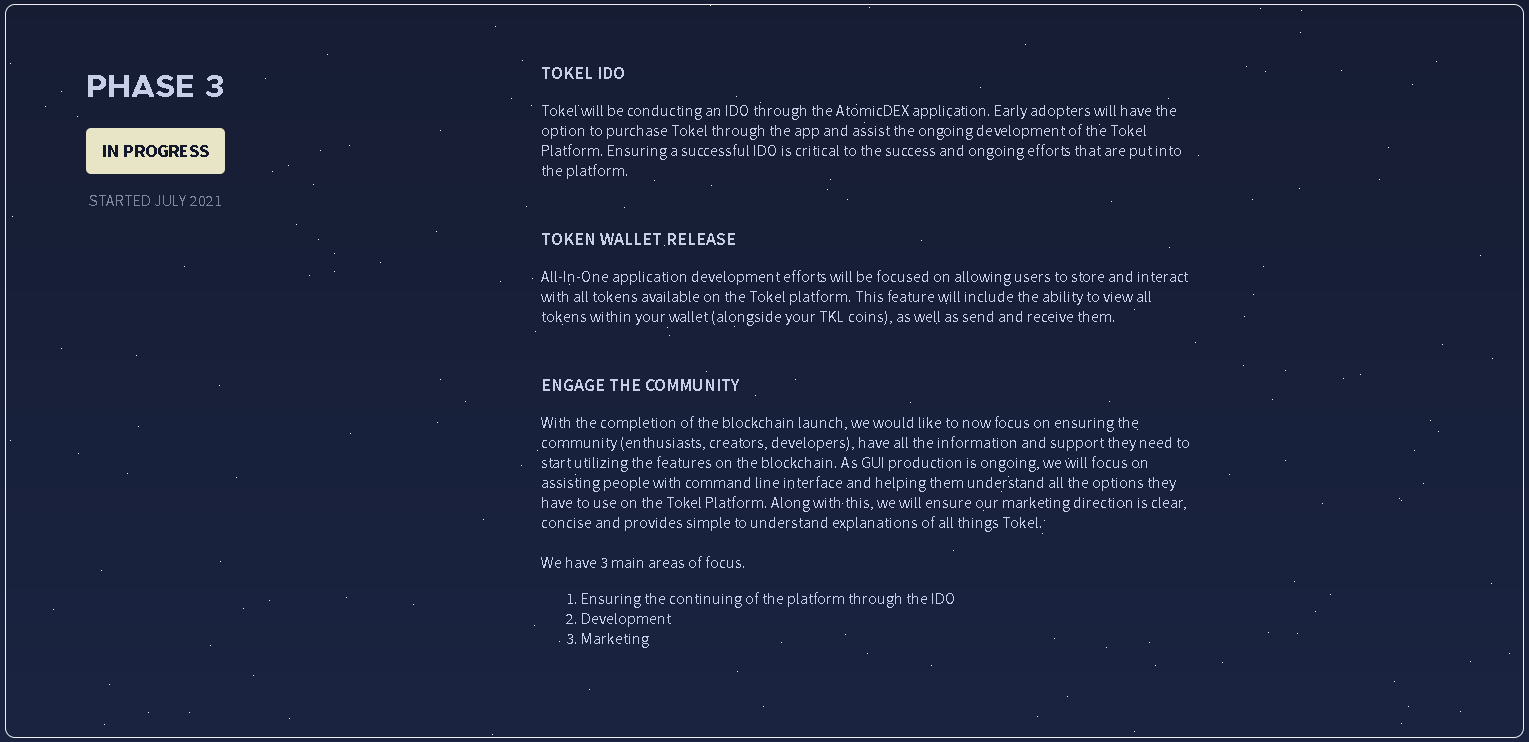 PHASE 3
IN PROGRESS
STARTED JULY 2021
TOKEL IDO
Tokel will be conducting an IDO through the AtomicDEX application. Early adopters will have the
option to purchase Tokel through the app and assist the ongoing development of the Tokel
Platform. Ensuring a successful IDO is critical to the success and ongoing efforts that are put into
the platform.
TOKEN WALLET RELEASE
All-In-One application development efforts will be focused on allowing users to store and interact
with all tokens available on the Tokel platform. This feature will include the ability to view all
tokens within your wallet (alongside your TKL coins), as well as send and receive them.
ENGAGE THE COMMUNITY
With the completion of the blockchain launch, we would like to now focus on ensuring the
community (enthusiasts, creators, developers), have all the information and support they need to
start utilizing the features on the blockchain. As GUI production is ongoing, we will focus on
assisting people with command line interface and helping them understand all the options they
have to use on the Tokel Platform. Along with this, we will ensure our marketing direction is clear,
concise and provides simple to understand explanations of all things Tokel.
We have 3 main areas of focus.
1. Ensuring the continuing of the platform through the IDO
2. Development
3. Marketing